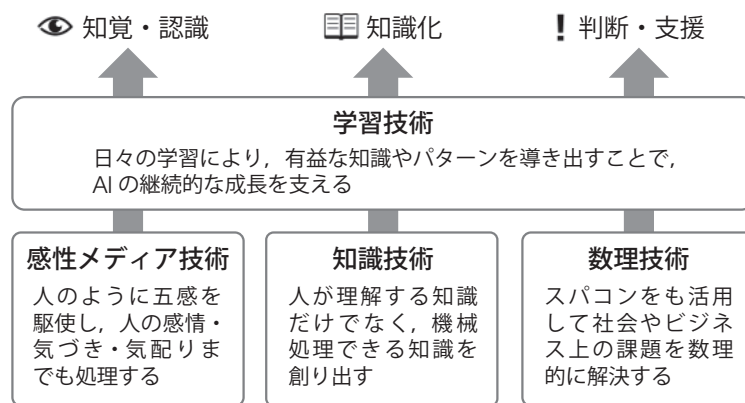 知覚・認識
知識化
判断・支援
学習技術
日々の学習により，有益な知識やパターンを導き出すことで，
AI の継続的な成長を支える
感性メディア技術
人のように五感を
駆使し，人の感情・
気づき・気配りま
でも処理する
知識技術
人が理解する知識
だけでなく，機械
処理できる知識を
創り出す
数理技術
スパコンをも活用
して社会やビジネ
ス上の課題を数理
的に解決する